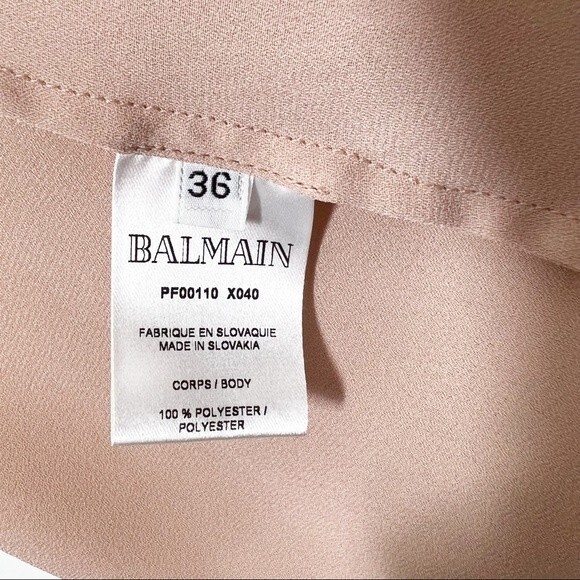 36
BALMAIN
PF00110 X040
FABRIQUE EN SLOVAQUIE
MADE IN SLOVAKIA
CORPS / BODY
100 % POLYESTER /
POLYESTER